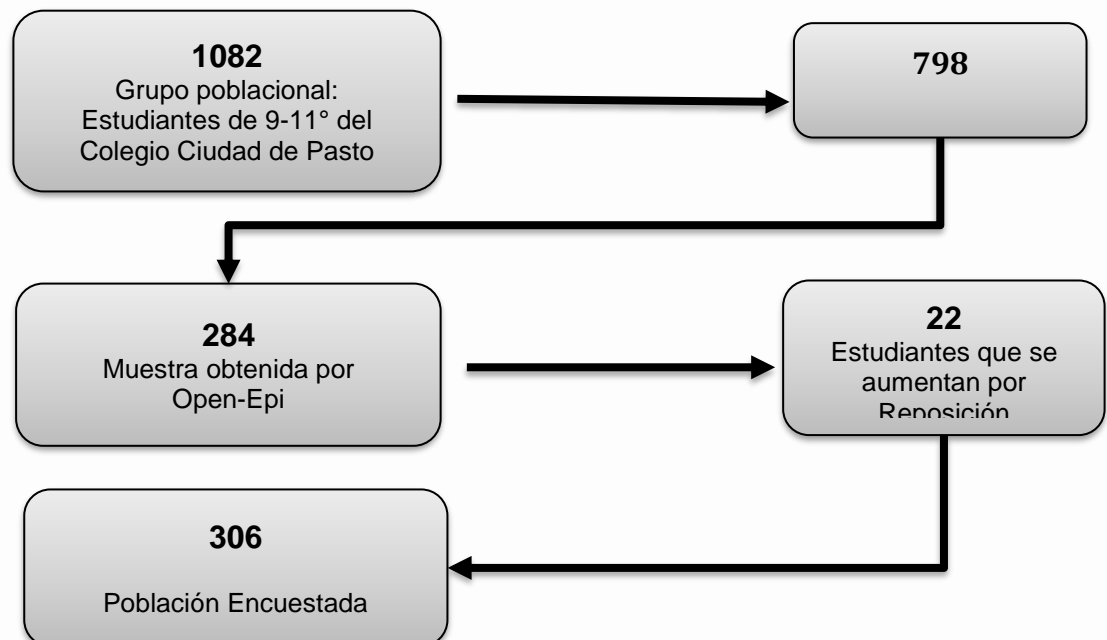 1082
Grupo poblacional:
Estudiantes de 9-11° del
Colegio Ciudad de Pasto
798
284
Muestra obtenida por
Open-Epi
22
Estudiantes que se
aumentan por
Reposición
306
Población Encuestada